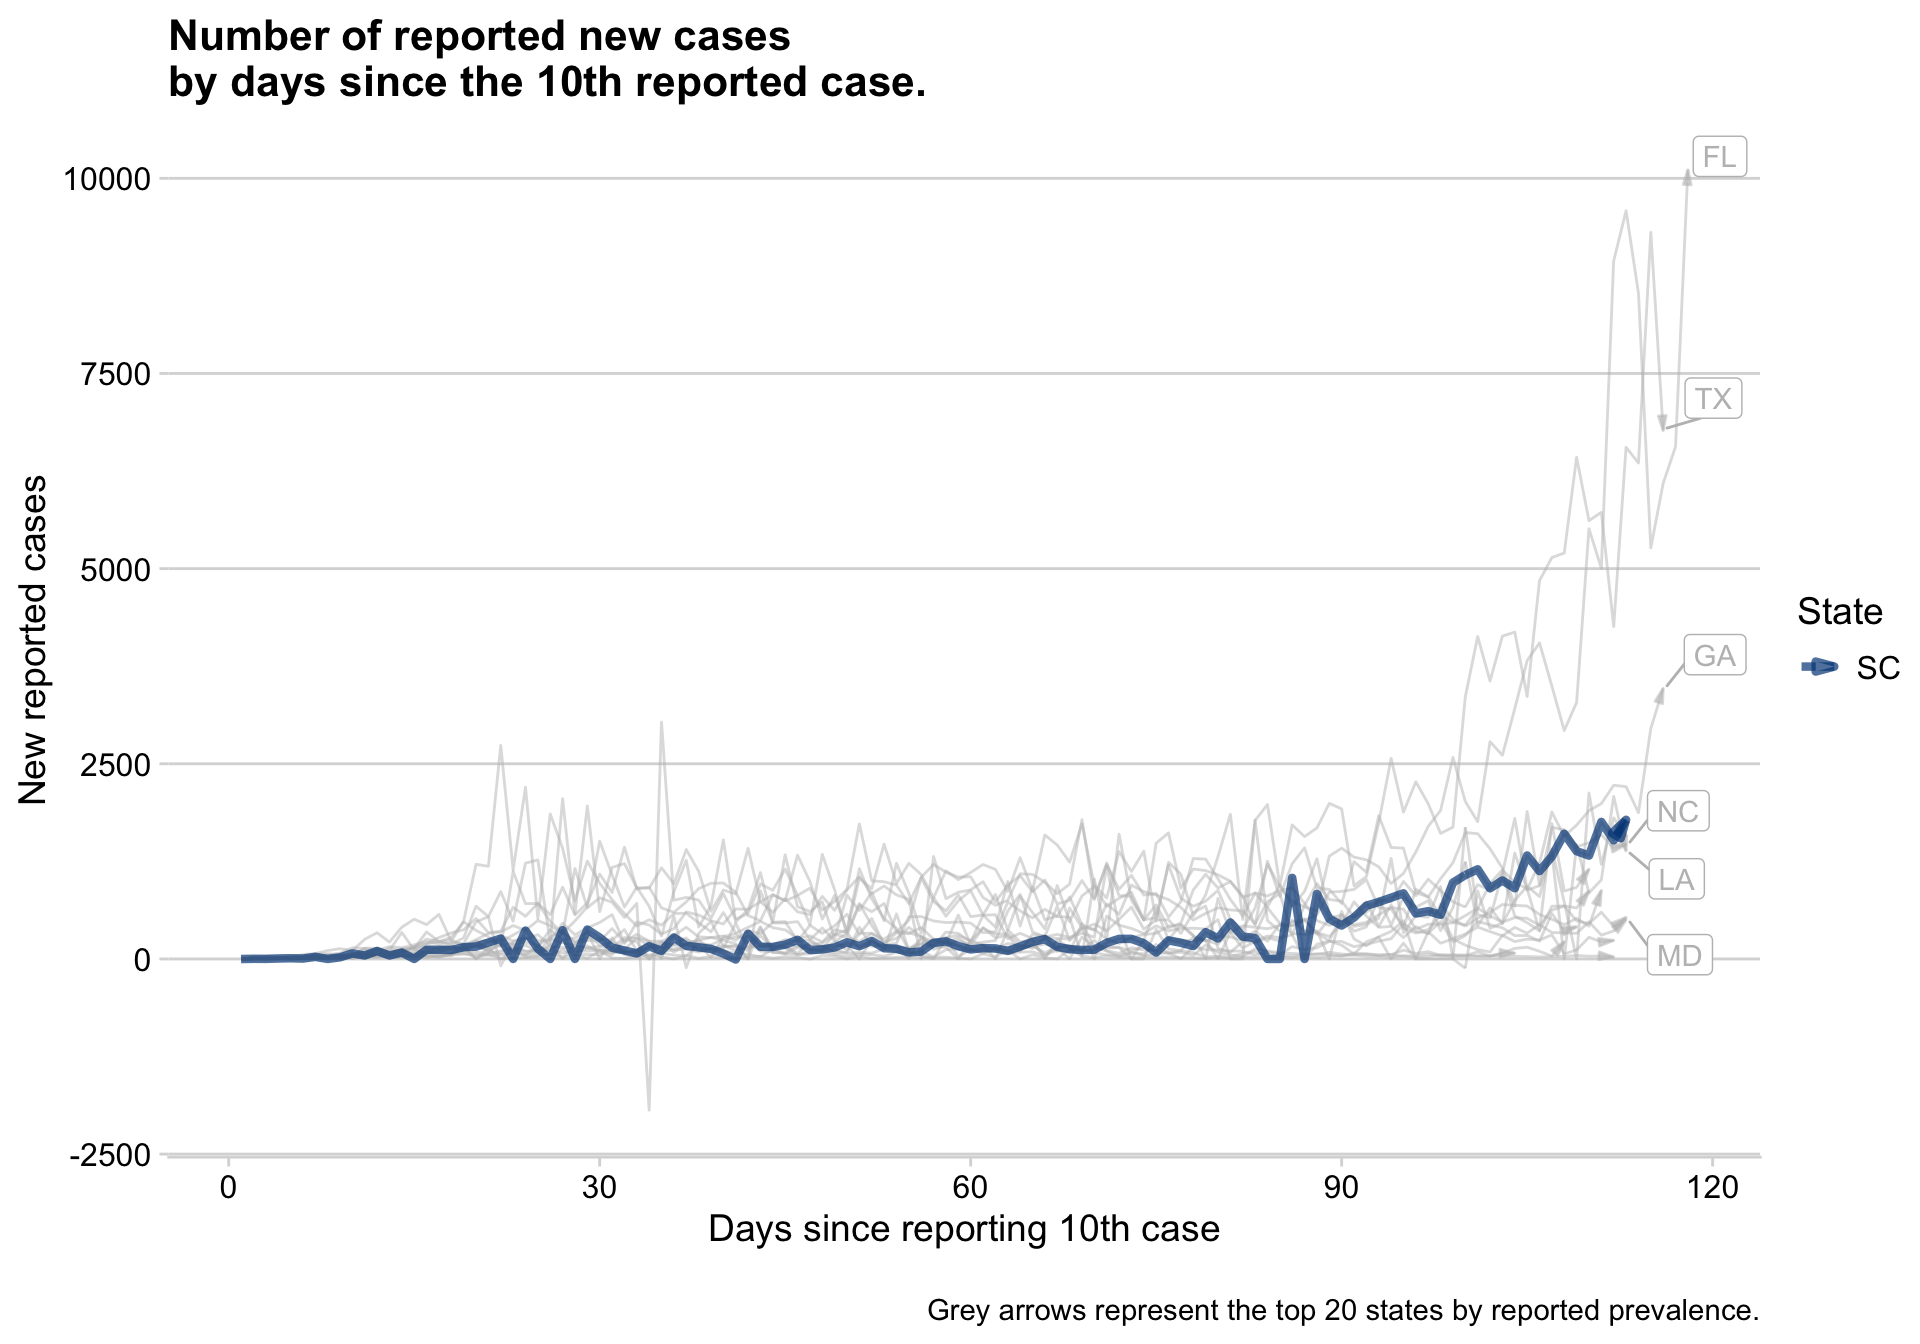 Number of reported new cases
by days since the 10th reported case.
New reported cases
10000
7500
5000
2500
0
-2500
FL
TX
GA
NC
LA
MD
State
SC
0 30 60 90 120
Days since reporting 10th case
Grey arrows represent the top 20 states by reported prevalence.